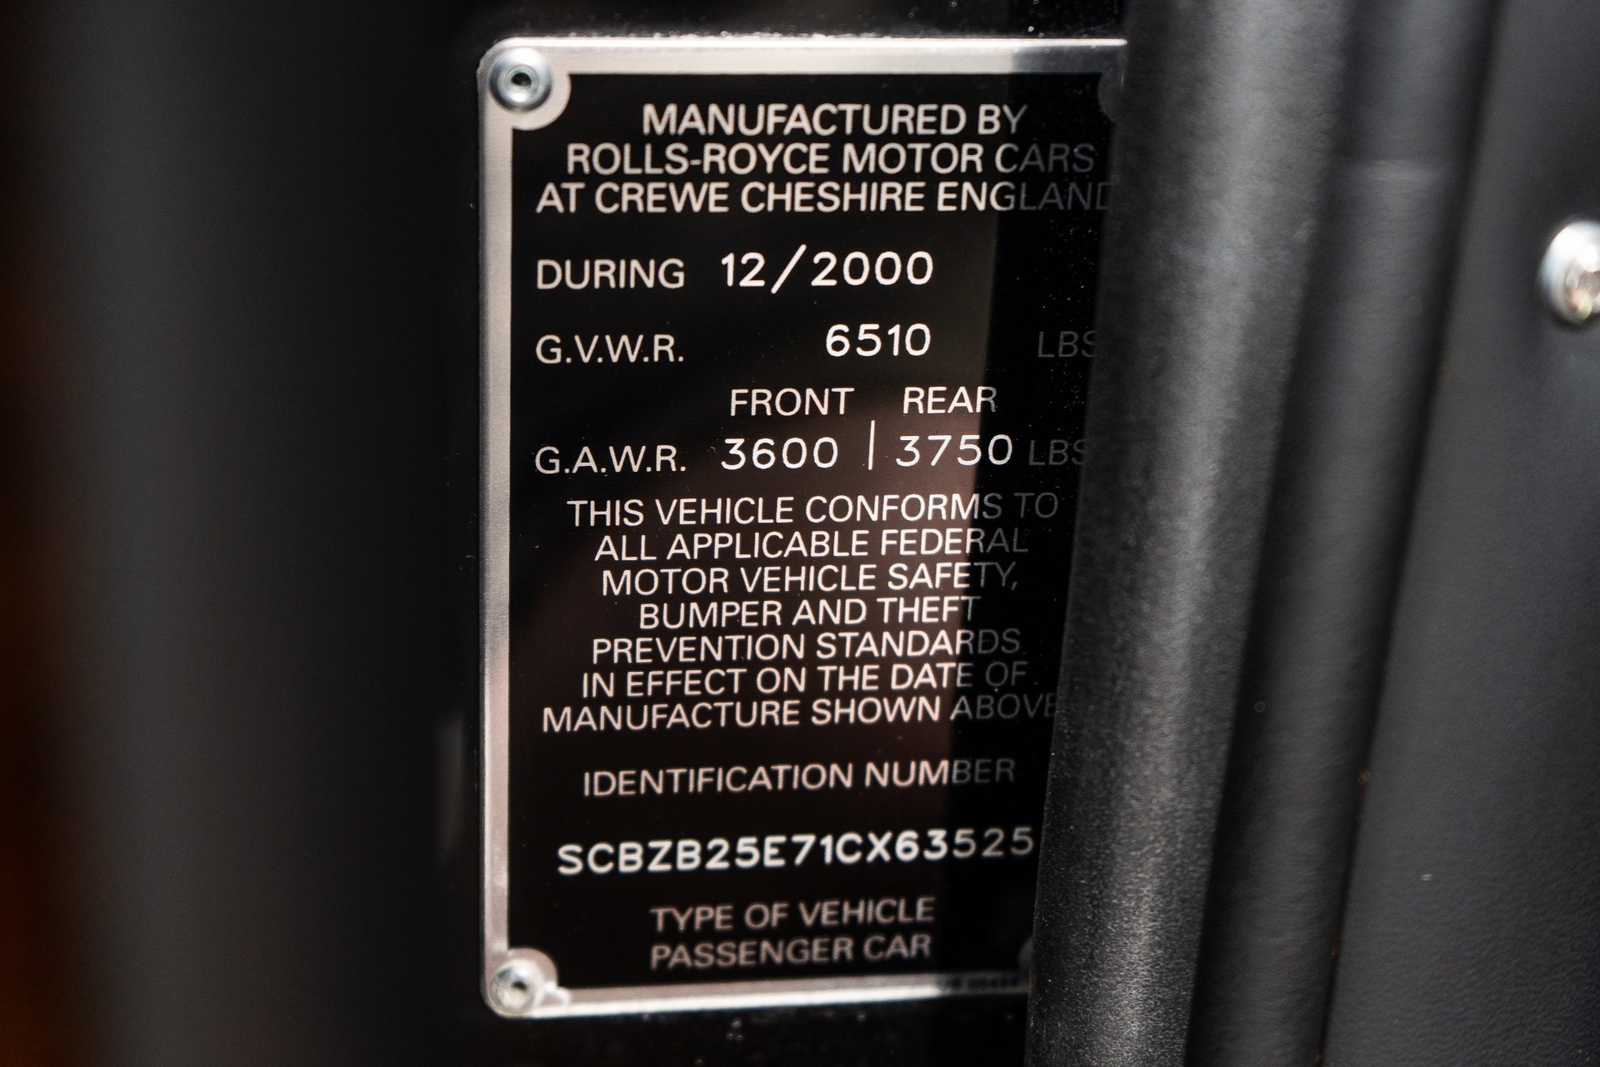 MANUFACTURED BY
ROLLS-ROYCE MOTOR CARS
AT CREWE CHESHIRE ENGLAND
DURING 12/2000
G.V.W.R. 6510 LBS
FRONT REAR
G.A.W.R. 3600 | 3750 LBS
THIS VEHICLE CONFORMS TO
ALL APPLICABLE FEDERAL
MOTOR VEHICLE SAFETY,
BUMPER AND THEFT
PREVENTION STANDARDS
IN EFFECT ON THE DATE OF
MANUFACTURE SHOWN ABOVE
IDENTIFICATION NUMBER
SCBZB25E71CX63525
TYPE OF VEHICLE
PASSENGER CAR